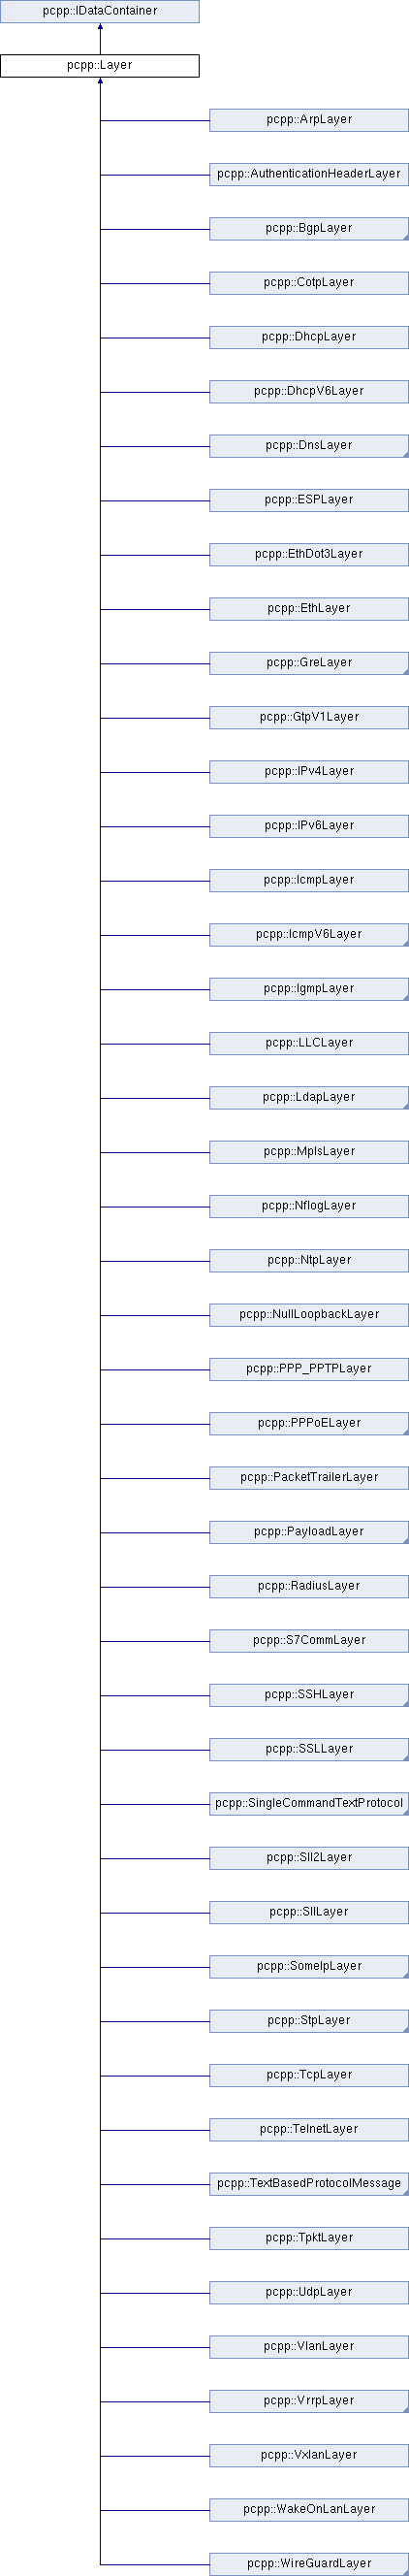 pcpp::IDataContainer
pcpp::Layer
pcpp::ArpLayer
pcpp::AuthenticationHeaderLayer
pcpp::BgpLayer
pcpp::CotpLayer
pcpp::DhcpLayer
pcpp::DhcpV6Layer
pcpp::DnsLayer
pcpp::ESPLayer
pcpp::EthDot3Layer
pcpp::EthLayer
pcpp::GreLayer
pcpp::GtpV1Layer
pcpp::IPv4Layer
pcpp::IPv6Layer
pcpp::IcmpLayer
pcpp::IcmpV6Layer
pcpp::IgmpLayer
pcpp::LLCLayer
pcpp::LdapLayer
pcpp::MplsLayer
pcpp::NflogLayer
pcpp::NtpLayer
pcpp::NullLoopbackLayer
pcpp::PPP_PPTPLayer
pcpp::PPPoELayer
pcpp::PacketTrailerLayer
pcpp::PayloadLayer
pcpp::RadiusLayer
pcpp::S7CommLayer
pcpp::SSHLayer
pcpp::SSLLayer
pcpp::SingleCommandTextProtocol
pcpp::Sll2Layer
pcpp::SllLayer
pcpp::SomeIpLayer
pcpp::StpLayer
pcpp::TcpLayer
pcpp::TelnetLayer
pcpp::TextBasedProtocolMessage
pcpp::TpktLayer
pcpp::UdpLayer
pcpp::VlanLayer
pcpp::VrrpLayer
pcpp::VxlanLayer
pcpp::WakeOnLanLayer
pcpp::WireGuardLayer